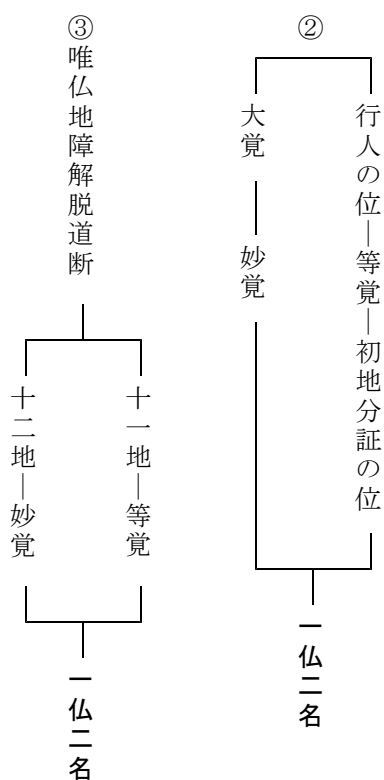 ②
行人の位―等覚―初地分証の位
大覚―妙覚
一仏二名
③唯仏地障解脱道断
十一地―等覚
十二地―妙覚
一仏二名